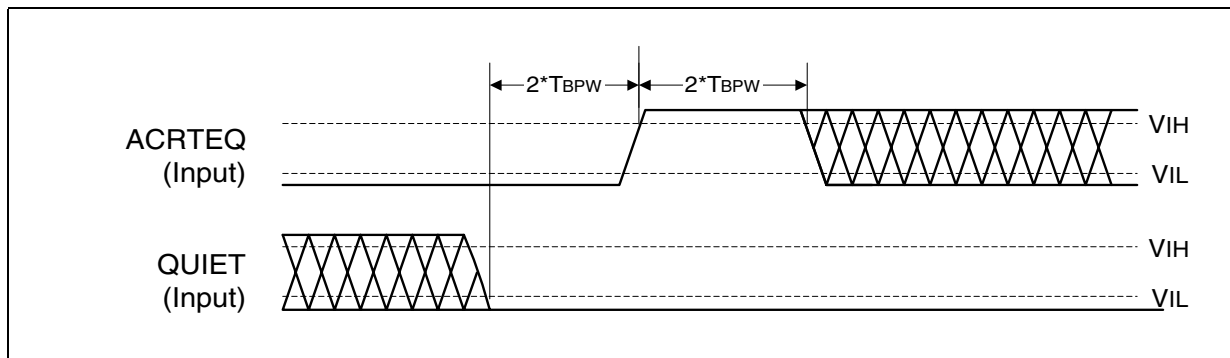 2*TBPW
2*TBPW
ACRTEQ
(Input)
VIH
VIL
QUIET
(Input)
VIH
VIL